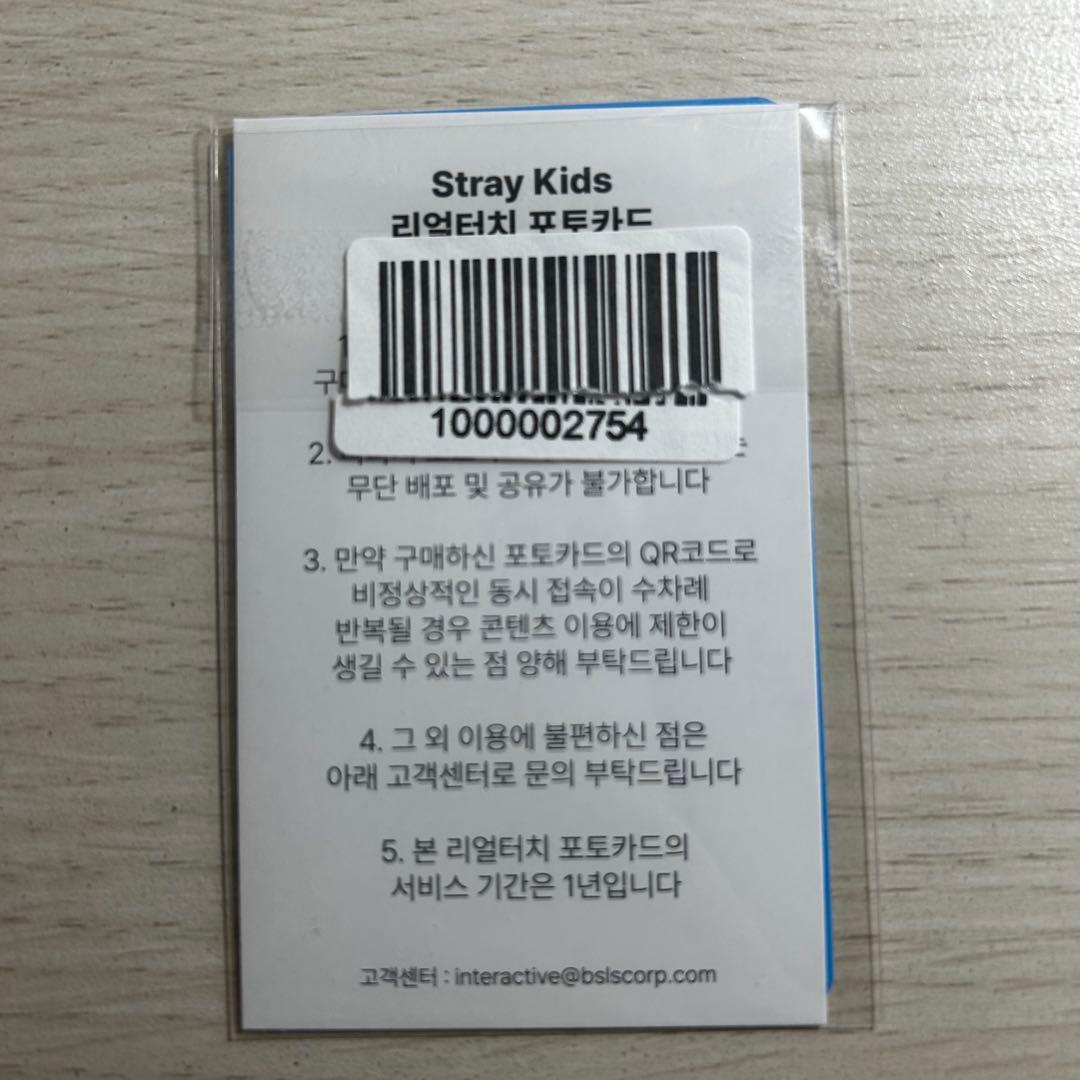 Stray Kids
리얼터치 포토카드
1000002754
2.
무단 배포 및 공유가 불가합니다
3. 만약 구매하신 포토카드의 QR코드로
비정상적인 동시 접속이 수차례
반복될 경우 콘텐츠 이용에 제한이
생길 수 있는 점 양해 부탁드립니다
4. 그 외 이용에 불편하신 점은
아래 고객센터로 문의 부탁드립니다
5. 본 리얼터치 포토카드의
서비스 기간은 1년입니다
고객센터 : interactive@bslscorp.com